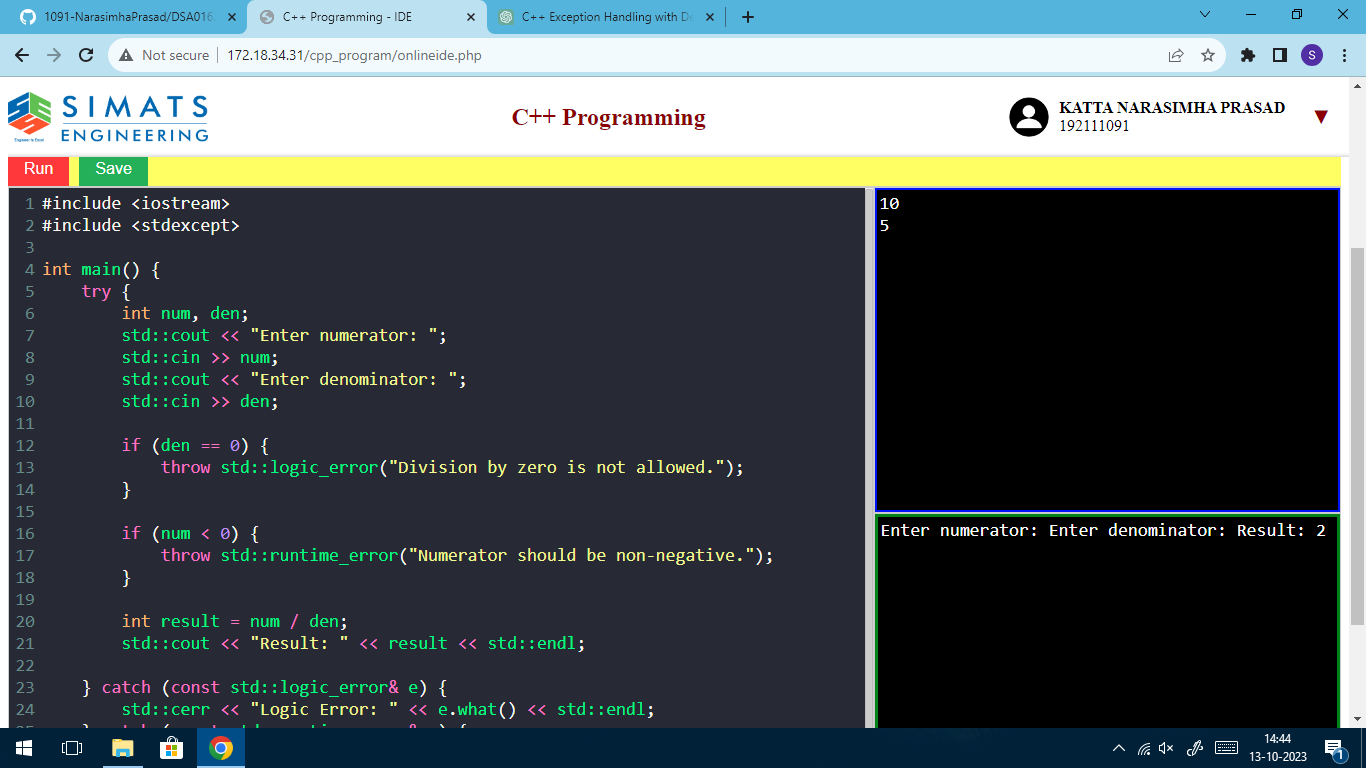 1091-NarasimhaPrasad/DSA016
C++ Programming - IDE
C++ Exception Handling with De
Not secure
172.18.34.31/cpp_program/onlineide.php
S
SIMATS
ENGINEERING
Engineer to Excel
C++ Programming
KATTA NARASIMHA PRASAD
192111091
Run
Save
1 #include <iostream>
2 #include <stdexcept>
3
4 int main() {
5     try {
6         int num, den;
7         std::cout << "Enter numerator: ";
8         std::cin >> num;
9         std::cout << "Enter denominator: ";
10         std::cin >> den;
11
12         if (den == 0) {
13             throw std::logic_error("Division by zero is not allowed.");
14         }
15
16         if (num < 0) {
17             throw std::runtime_error("Numerator should be non-negative.");
18         }
19
20         int result = num / den;
21         std::cout << "Result: " << result << std::endl;
22
23     } catch (const std::logic_error& e) {
24         std::cerr << "Logic Error: " << e.what() << std::endl;
10
5
Enter numerator: Enter denominator: Result: 2
14:44
13-10-2023
1